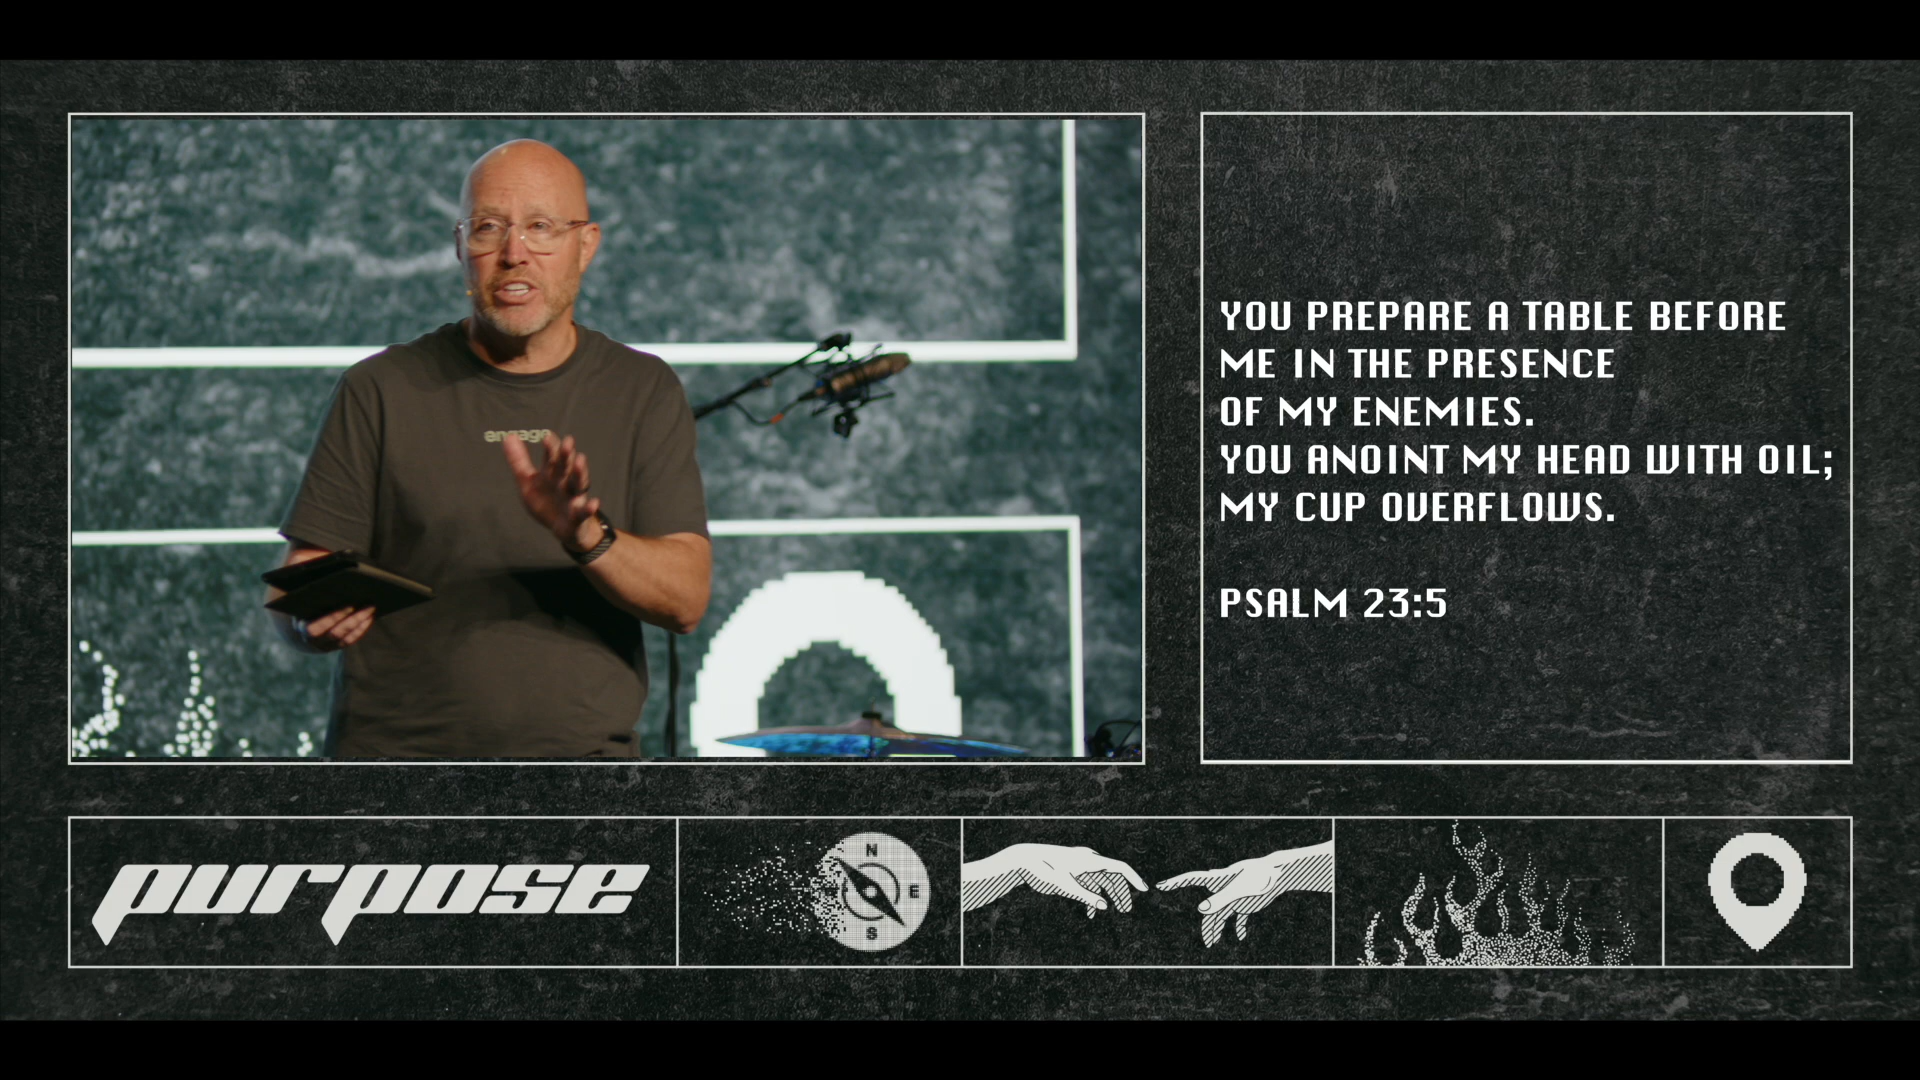 engage
YOU PREPARE A TABLE BEFORE
ME IN THE PRESENCE
OF MY ENEMIES.
YOU ANOINT MY HEAD WITH OIL;
MY CUP OVERFLOWS.
PSALM 23:5
purpose
N
E
S